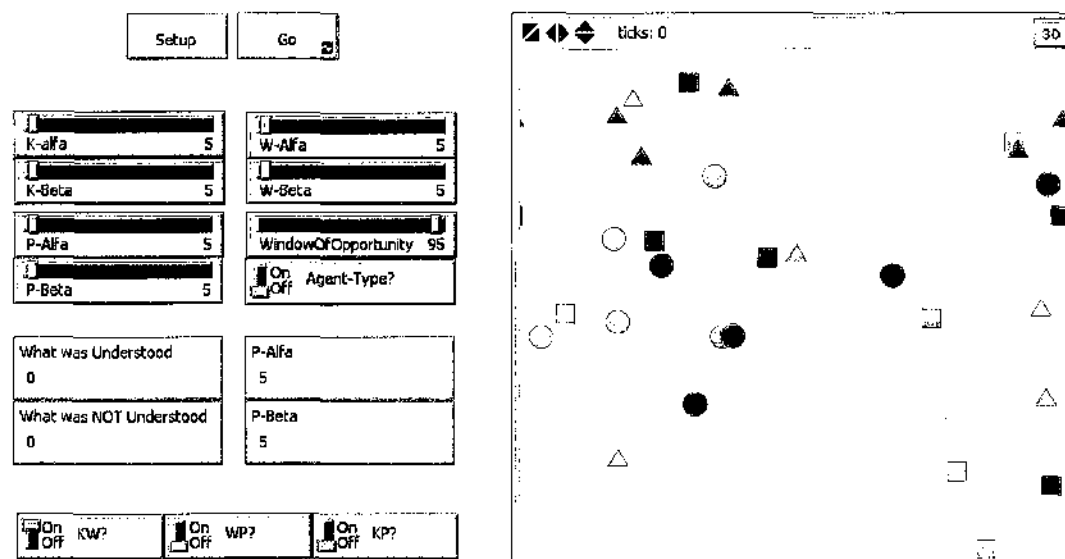 Setup
Go
ticks: 0
3D
K-alfa 5
W-Alfa 5
K-Beta 5
W-Beta 5
P-Alfa 5
WindowOfOpportunity 95
P-Beta 5
On
Off
Agent-Type?
What was Understood
0
P-Alfa
5
What was NOT Understood
0
P-Beta
5
On
Off
KW?
On
Off
WP?
On
Off
KP?